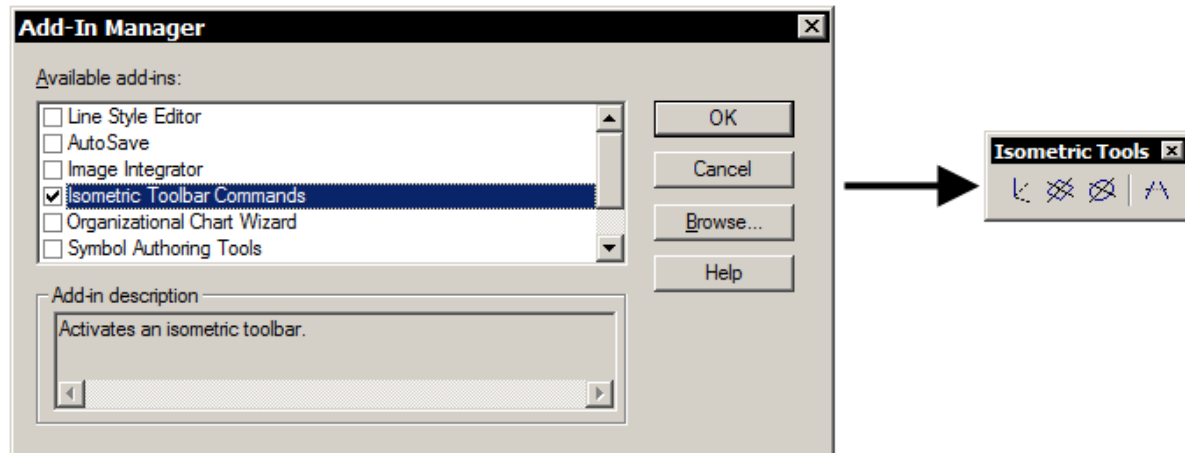 Add-In Manager
Available add-ins:
Line Style Editor
AutoSave
Image Integrator
Isometric Toolbar Commands
Organizational Chart Wizard
Symbol Authoring Tools
OK
Cancel
Browse...
Help
Add-in description
Activates an isometric toolbar.
Isometric Tools